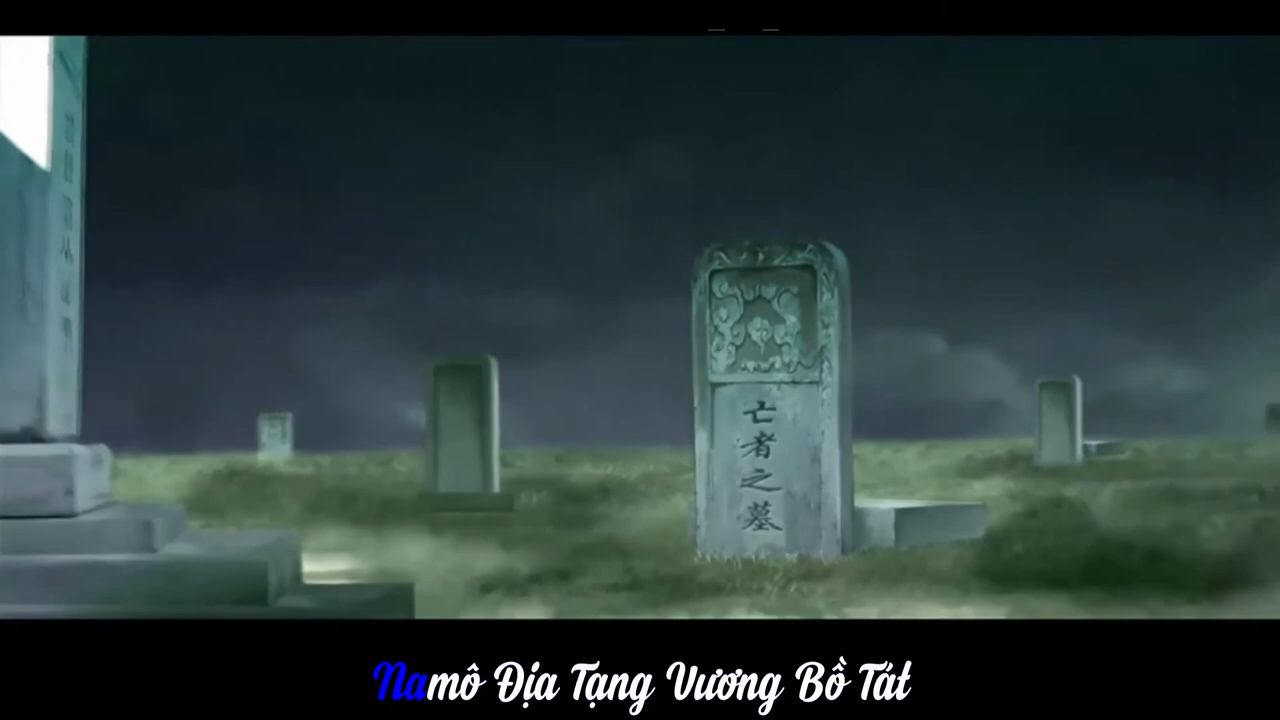 亡者之墓
Namô Địa Tạng Vương Bồ Tát